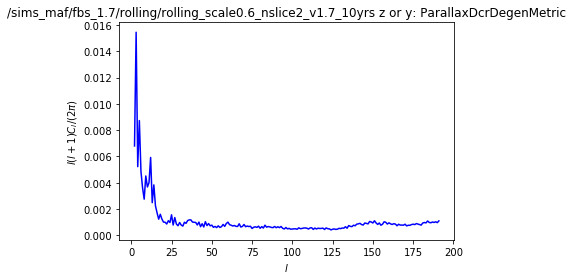 /sims_maf/fbs_1.7/rolling/rolling_scale0.6_nslice2_v1.7_10yrs z or y: ParallaxDcrDegenMetric
0.016
0.014
0.012
0.010
0.008
0.006
0.004
0.002
0.000
l(l + 1)C_l/(2π)
0 25 50 75 100 125 150 175 200
l